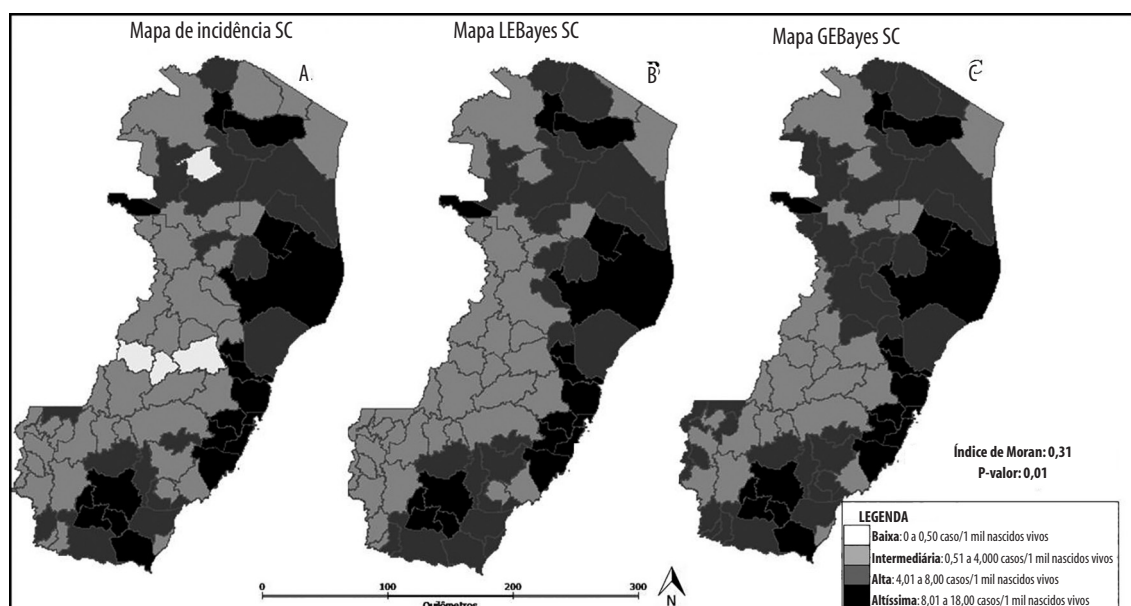 Mapa de incidência SC
Mapa LEBayes SC
Mapa GEBayes SC
A
B
C
Índice de Moran: 0,31
P-valor: 0,01
LEGENDA
Baixa: 0 a 0,50 caso/1 mil nascidos vivos
Intermediária: 0,51 a 4,000 casos/1 mil nascidos vivos
Alta: 4,01 a 8,00 casos/1 mil nascidos vivos
Altíssima: 8,01 a 18,00 casos/1 mil nascidos vivos
0 100 200 300
Quilômetros
N